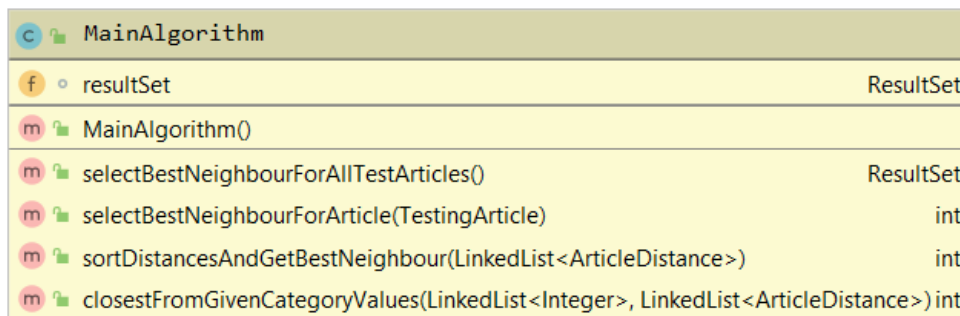 C MainAlgorithm
f resultSet ResultSet
m MainAlgorithm()
m selectBestNeighbourForAllTestArticles() ResultSet
m selectBestNeighbourForArticle(TestingArticle) int
m sortDistancesAndGetBestNeighbour(LinkedList<ArticleDistance>) int
m closestFromGivenCategoryValues(LinkedList<Integer>, LinkedList<ArticleDistance>) int